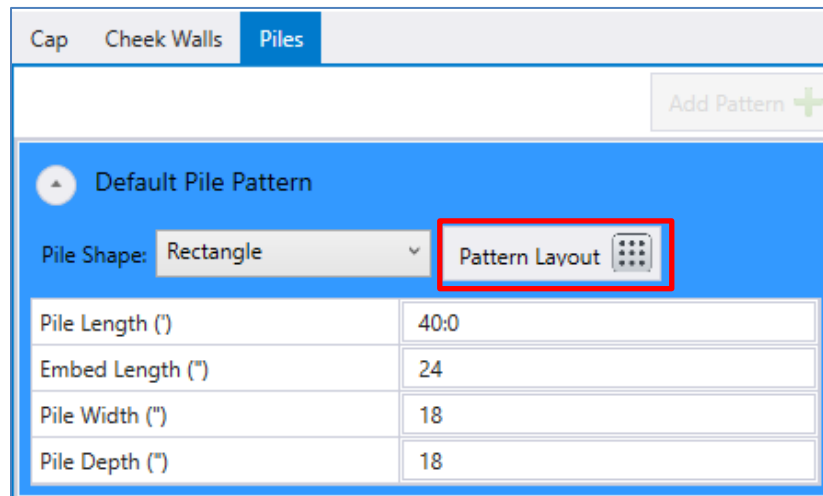 Cap Cheek Walls Piles
Add Pattern
Default Pile Pattern
Pile Shape: Rectangle Pattern Layout
Pile Length (') 40:0
Embed Length (") 24
Pile Width (") 18
Pile Depth (") 18